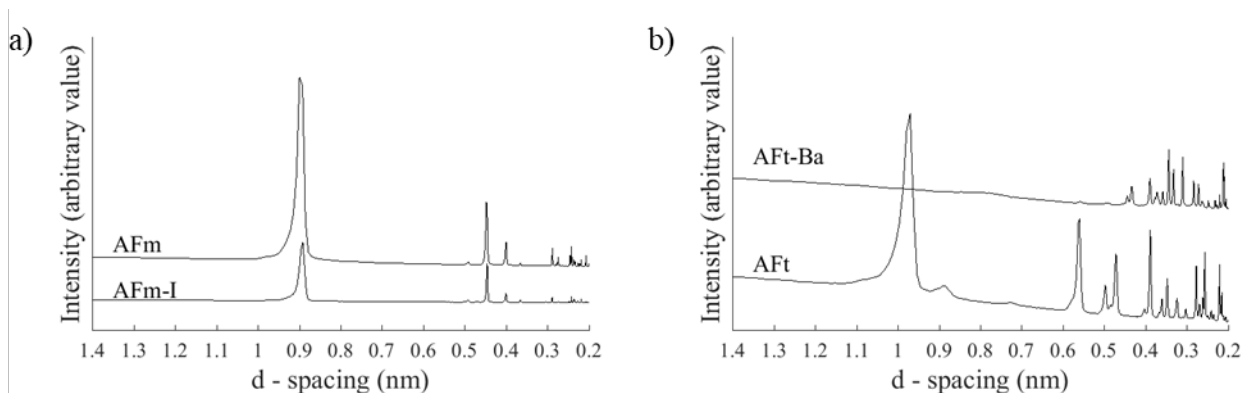 a)
Intensity (arbitrary value)
AFm
AFm-I
1.4 1.3 1.2 1.1 1 0.9 0.8 0.7 0.6 0.5 0.4 0.3 0.2
d - spacing (nm)
b)
Intensity (arbitrary value)
AFt-Ba
AFt
1.4 1.3 1.2 1.1 1 0.9 0.8 0.7 0.6 0.5 0.4 0.3 0.2
d - spacing (nm)